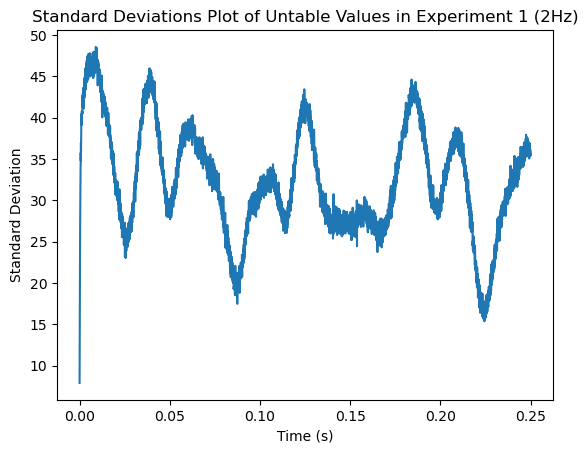 Standard Deviations Plot of Untable Values in Experiment 1 (2Hz)
50
45
40
35
30
25
20
15
10
Standard Deviation
0.00 0.05 0.10 0.15 0.20 0.25
Time (s)